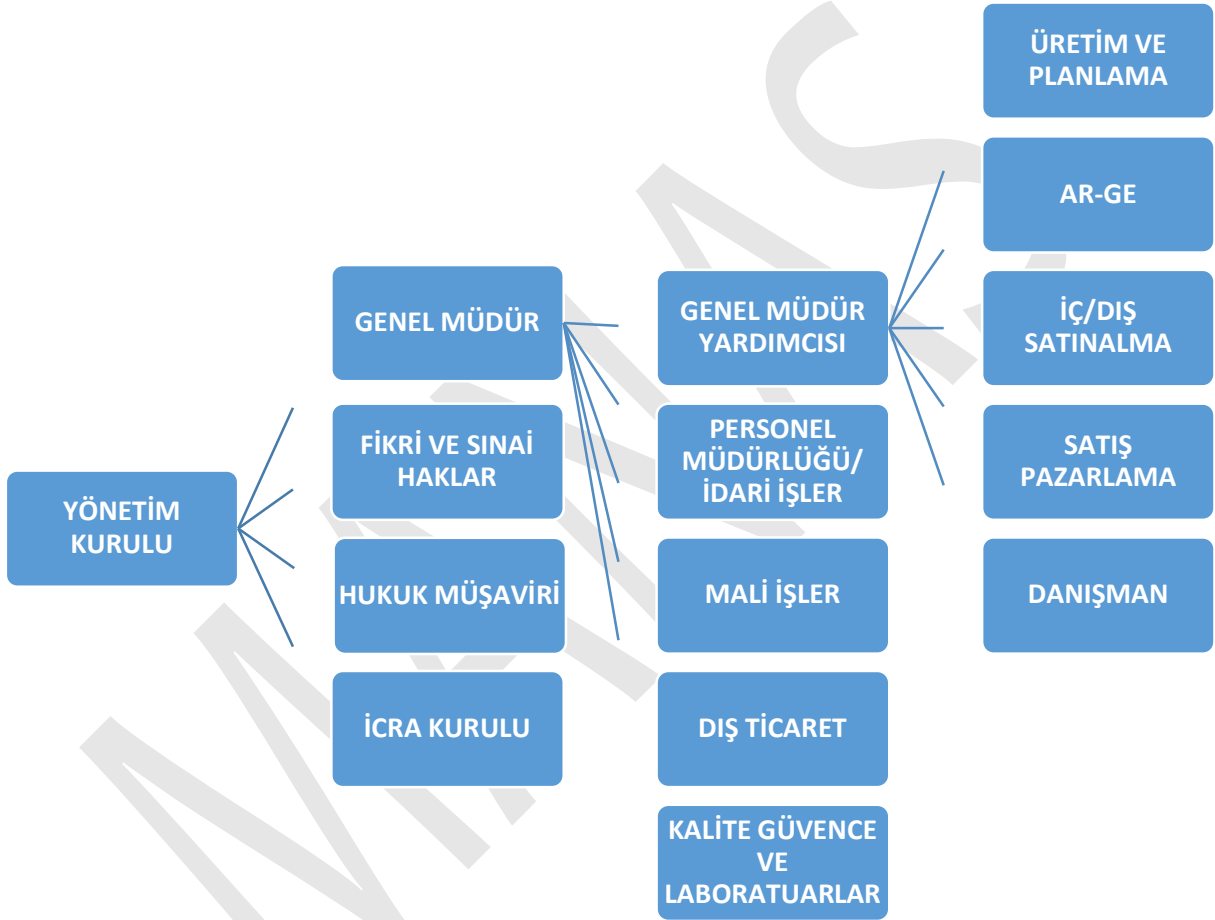 YÖNETİM
KURULU
GENEL MÜDÜR
FİKRİ VE SINAİ
HAKLAR
HUKUK MÜŞAVİRİ
İCRA KURULU
GENEL MÜDÜR
YARDIMCISI
PERSONEL
MÜDÜRLÜĞÜ/
İDARİ İŞLER
MALİ İŞLER
DIŞ TİCARET
KALİTE GÜVENCE
VE
LABORATUARLAR
ÜRETİM VE
PLANLAMA
AR-GE
İÇ/DIŞ
SATINALMA
SATIŞ
PAZARLAMA
DANIŞMAN